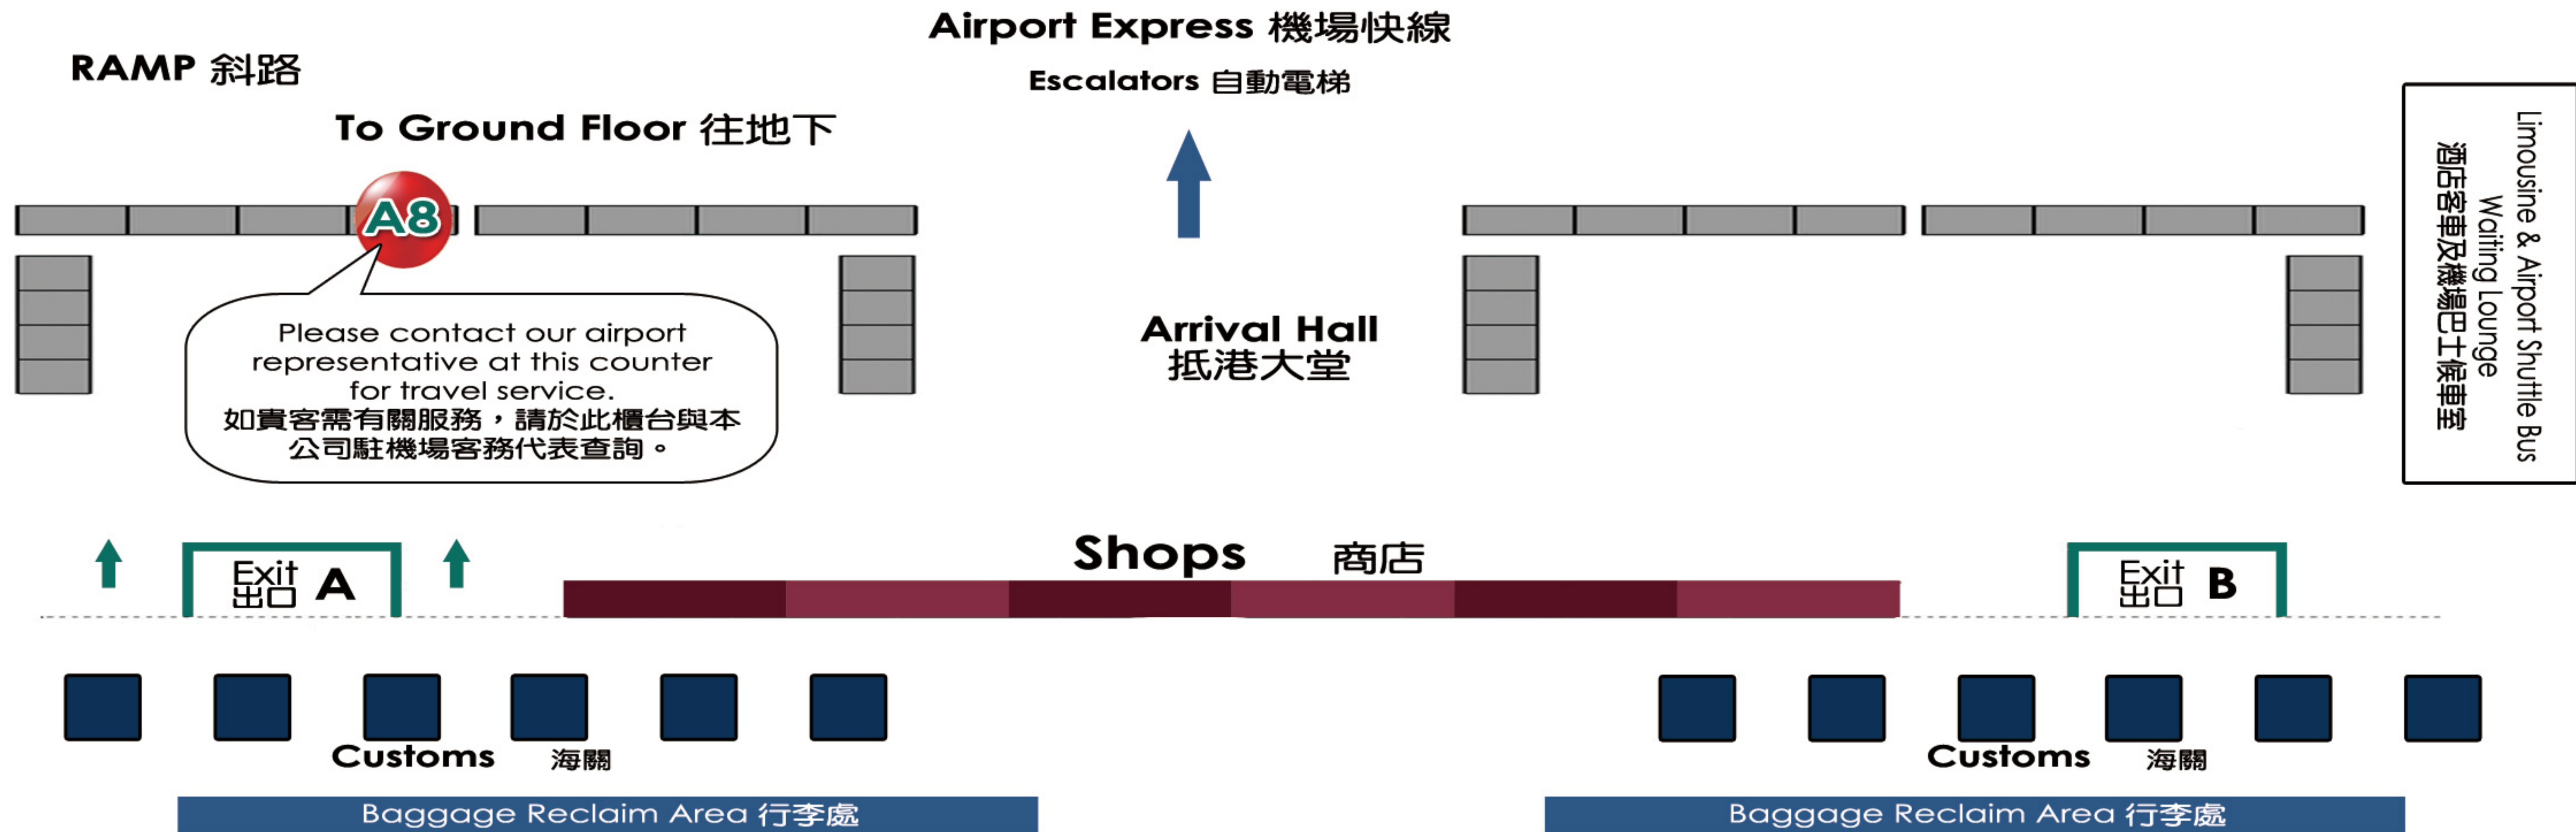 Airport Express 機場快線
RAMP 斜路
Escalators 自動電梯
To Ground Floor 往地下
A8
Please contact our airport
representative at this counter
for travel service.
如貴客需有關服務，請於此櫃台與本
公司駐機場客務代表查詢。
Arrival Hall
抵港大堂
Limousine & Airport Shuttle Bus
Waiting Lounge
酒店客車及機場巴士候車室
Exit
出口 A
Shops 商店
Exit
出口 B
Customs 海關
Customs 海關
Baggage Reclaim Area 行李處
Baggage Reclaim Area 行李處